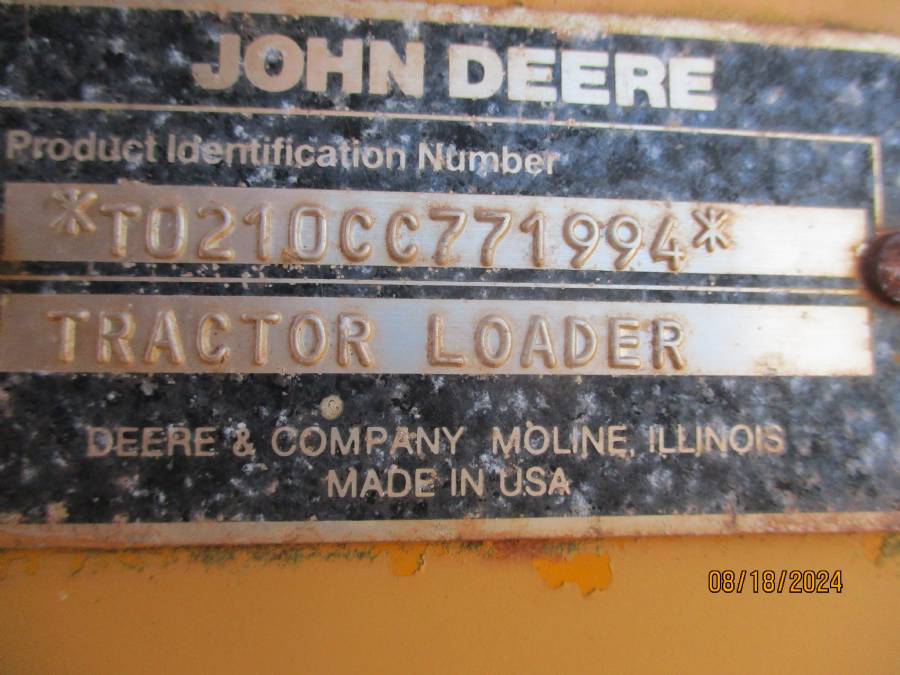 JOHN DEERE
Product Identification Number
*T0210CC771994*
TRACTOR LOADER
DEERE & COMPANY MOLINE, ILLINOIS
MADE IN USA
08/18/2024